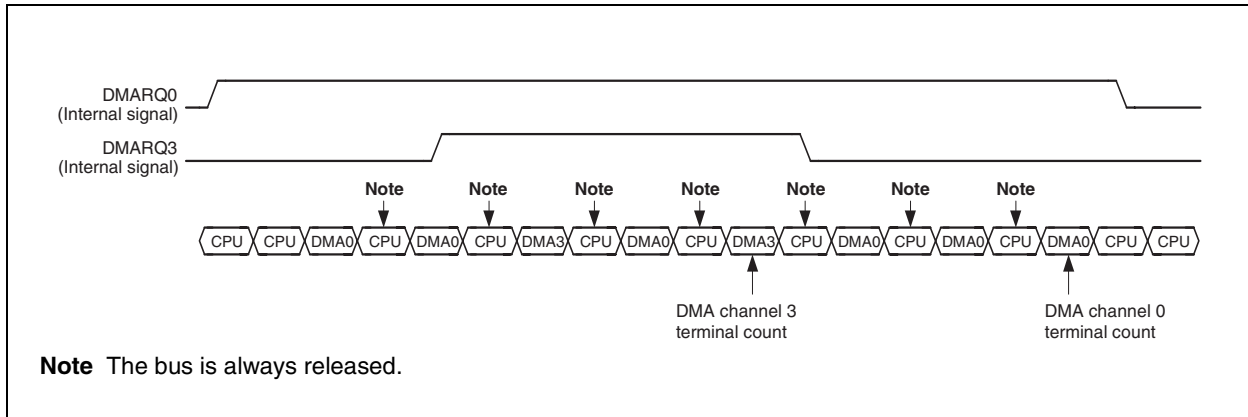 DMARQ0
(Internal signal)
DMARQ3
(Internal signal)
Note Note Note Note Note Note Note
CPU CPU DMA0 CPU DMA0 CPU DMA3 CPU DMA0 CPU DMA3 CPU DMA0 CPU DMA0 CPU DMA0 CPU CPU
DMA channel 3
terminal count
DMA channel 0
terminal count
Note The bus is always released.